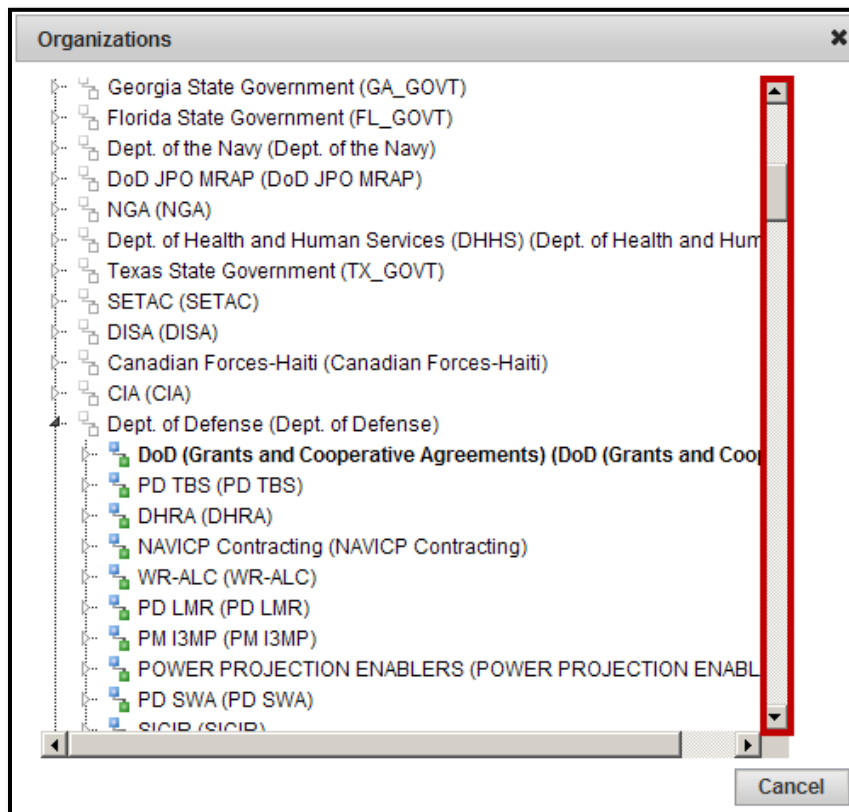 Organizations
Georgia State Government (GA_GOVT)
Florida State Government (FL_GOVT)
Dept. of the Navy (Dept. of the Navy)
DoD JPO MRAP (DoD JPO MRAP)
NGA (NGA)
Dept. of Health and Human Services (DHHS) (Dept. of Health and Hum
Texas State Government (TX_GOVT)
SETAC (SETAC)
DISA (DISA)
Canadian Forces-Haiti (Canadian Forces-Haiti)
CIA (CIA)
Dept. of Defense (Dept. of Defense)
DoD (Grants and Cooperative Agreements) (DoD (Grants and Coop
PD TBS (PD TBS)
DHRA (DHRA)
NAVICP Contracting (NAVICP Contracting)
WR-ALC (WR-ALC)
PD LMR (PD LMR)
PM I3MP (PM I3MP)
POWER PROJECTION ENABLERS (POWER PROJECTION ENABL
PD SWA (PD SWA)
Cancel